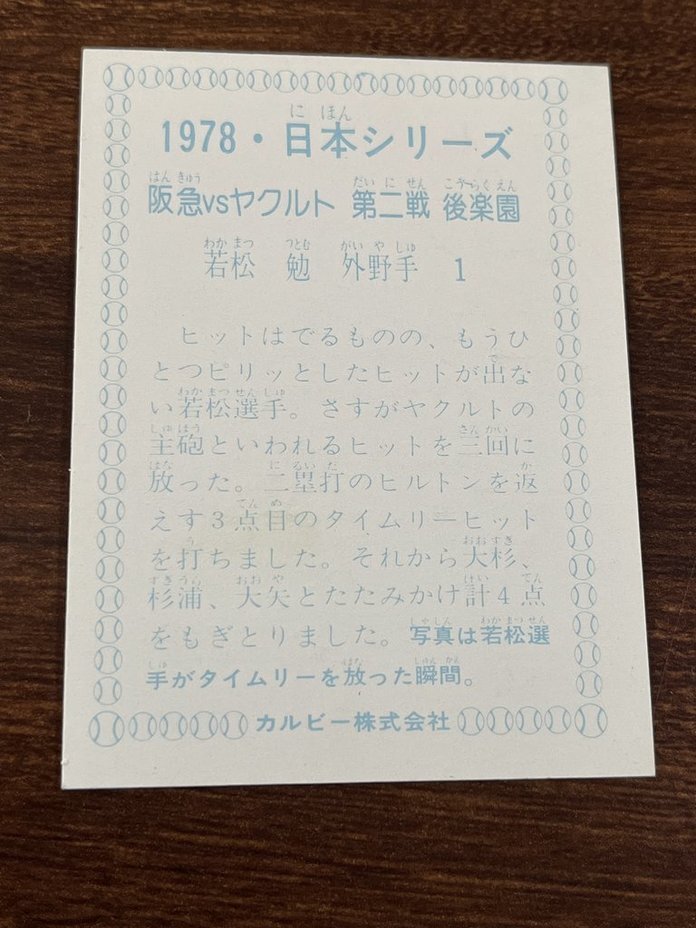 1978・日本シリーズ
阪急vsヤクルト 第二戦 後楽園
若松 勉 外野手 1
ヒットはでるものの、もうひ
とつピリッとしたヒットが出な
い若松選手。さすがヤクルトの
主砲といわれるヒットを三回に
放った。二塁打のヒルトンを返
えす3点目のタイムリーヒット
を打ちました。それから大杉、
杉浦、大矢とたたみかけ計4点
をもぎとりました。写真は若松選
手がタイムリーを放った瞬間。
カルビー株式会社